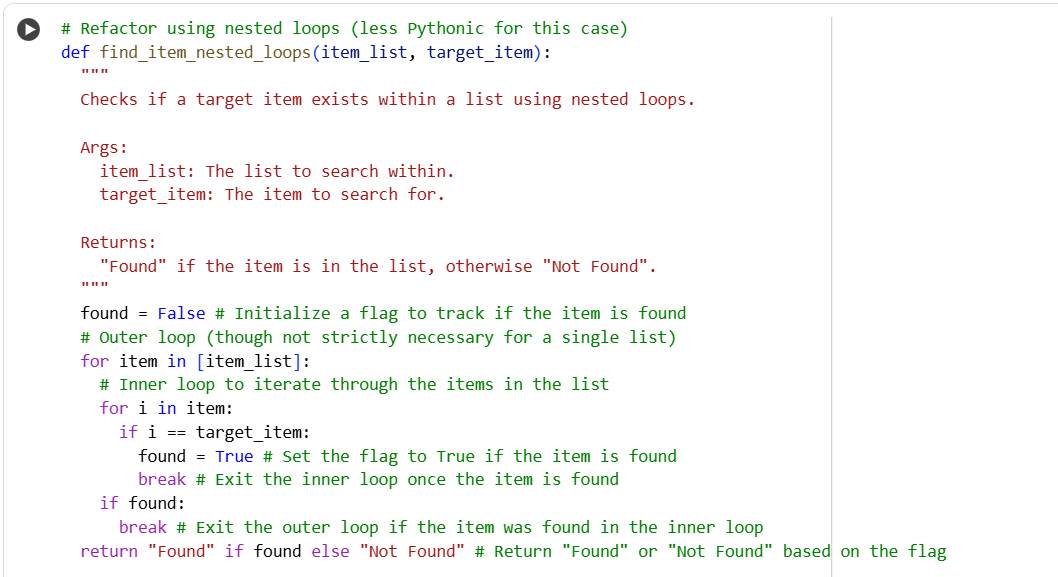 # Refactor using nested loops (less Pythonic for this case)
def find_item_nested_loops(item_list, target_item):
  """
  Checks if a target item exists within a list using nested loops.

  Args:
    item_list: The list to search within.
    target_item: The item to search for.

  Returns:
    "Found" if the item is in the list, otherwise "Not Found".
  """
  found = False # Initialize a flag to track if the item is found
  # Outer loop (though not strictly necessary for a single list)
  for item in [item_list]:
    # Inner loop to iterate through the items in the list
    for i in item:
      if i == target_item:
        found = True # Set the flag to True if the item is found
        break # Exit the inner loop once the item is found
    if found:
      break # Exit the outer loop if the item was found in the inner loop
  return "Found" if found else "Not Found" # Return "Found" or "Not Found" based on the flag